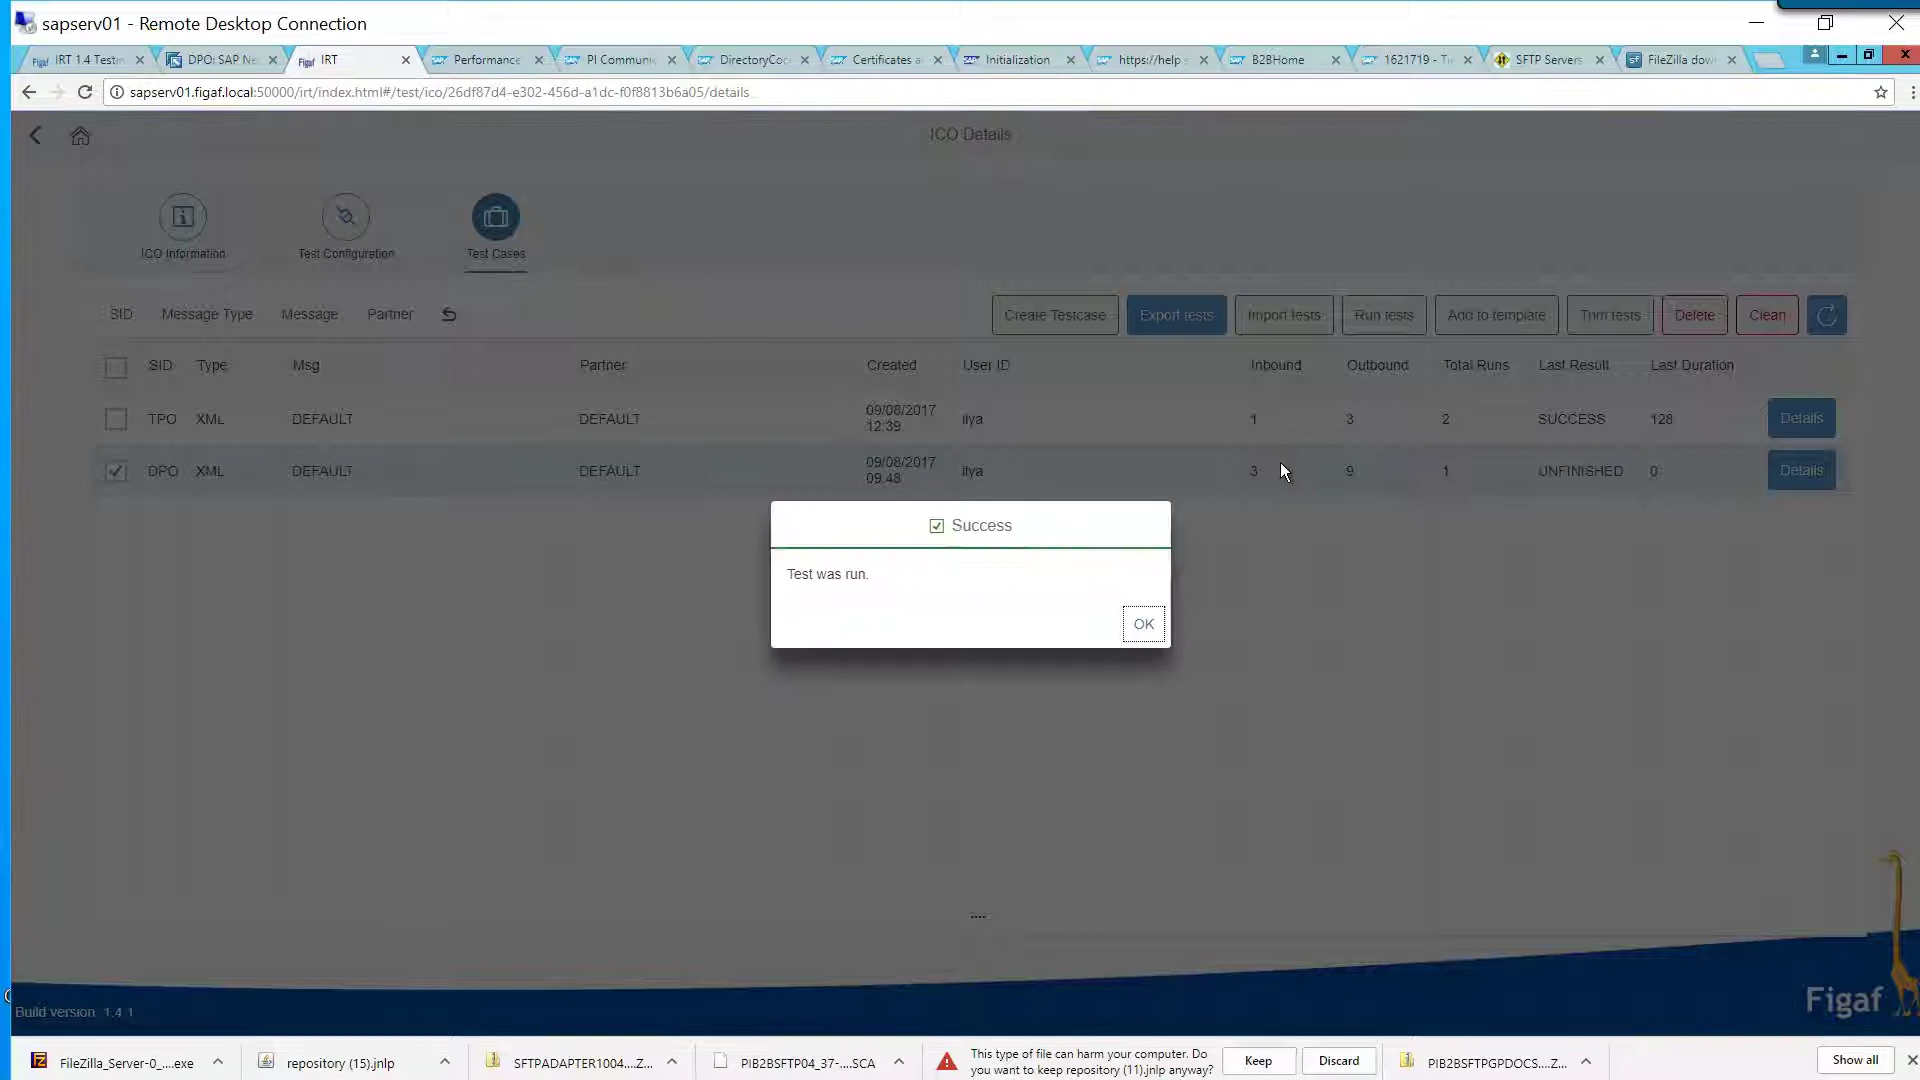 sapserv01 - Remote Desktop Connection
Figaf IRT 1.4 Testin
DPO: SAP Ne
Figaf IRT
Performance
PI Communic
DirectoryCoc
Certificates a
Initialization
https://help.s
B2BHome
1621719 - Ti
SFTP Servers
FileZilla dow
sapserv01.figaf.local:50000/irt/index.html#/test/ico/26df87d4-e302-456d-a1dc-f0f8813b6a05/details
ICO Details
ICO Information
Test Configuration
Test Cases
SID Message Type Message Partner
Create Testcase Export tests Import tests Run tests Add to template Trim tests Delete Clean
SID Type Msg Partner Created User ID Inbound Outbound Total Runs Last Result Last Duration
TPO XML DEFAULT DEFAULT 09/08/2017 12:39 ilya 1 3 2 SUCCESS 128 Details
DPO XML DEFAULT DEFAULT 09/08/2017 09:48 ilya 3 9 1 UNFINISHED 0 Details
Success
Test was run.
OK
....
Figaf
Build version 1.4.1
FileZilla_Server-0_....exe
repository (15).jnlp
SFTPADAPTER1004....Z...
PIB2BSFTP04_37-....SCA
This type of file can harm your computer. Do
you want to keep repository (11).jnlp anyway?
Keep
Discard
PIB2BSFTPGPDOCS....Z...
Show all